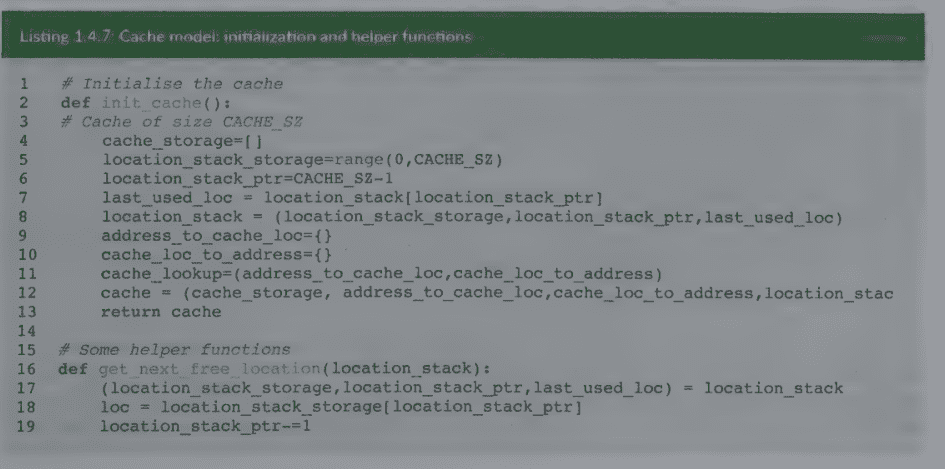 Listing 1.4.7 Cache model: initialization and helper functions
1 # Initialise the cache
2 def init_cache():
3 # Cache of size CACHE_SZ
4 cache_storage=[]
5 location_stack_storage=range(0,CACHE_SZ)
6 location_stack_ptr=CACHE_SZ-1
7 last_used_loc = location_stack[location_stack_ptr]
8 location_stack = (location_stack_storage,location_stack_ptr,last_used_loc)
9 address_to_cache_loc={}
10 cache_loc_to_address={}
11 cache_lookup=(address_to_cache_loc,cache_loc_to_address)
12 cache = (cache_storage, address_to_cache_loc,cache_loc_to_address,location_stac
13 return cache
14
15 # Some helper functions
16 def get_next_free_location(location_stack):
17 (location_stack_storage,location_stack_ptr,last_used_loc) = location_stack
18 loc = location_stack_storage[location_stack_ptr]
19 location_stack_ptr-=1